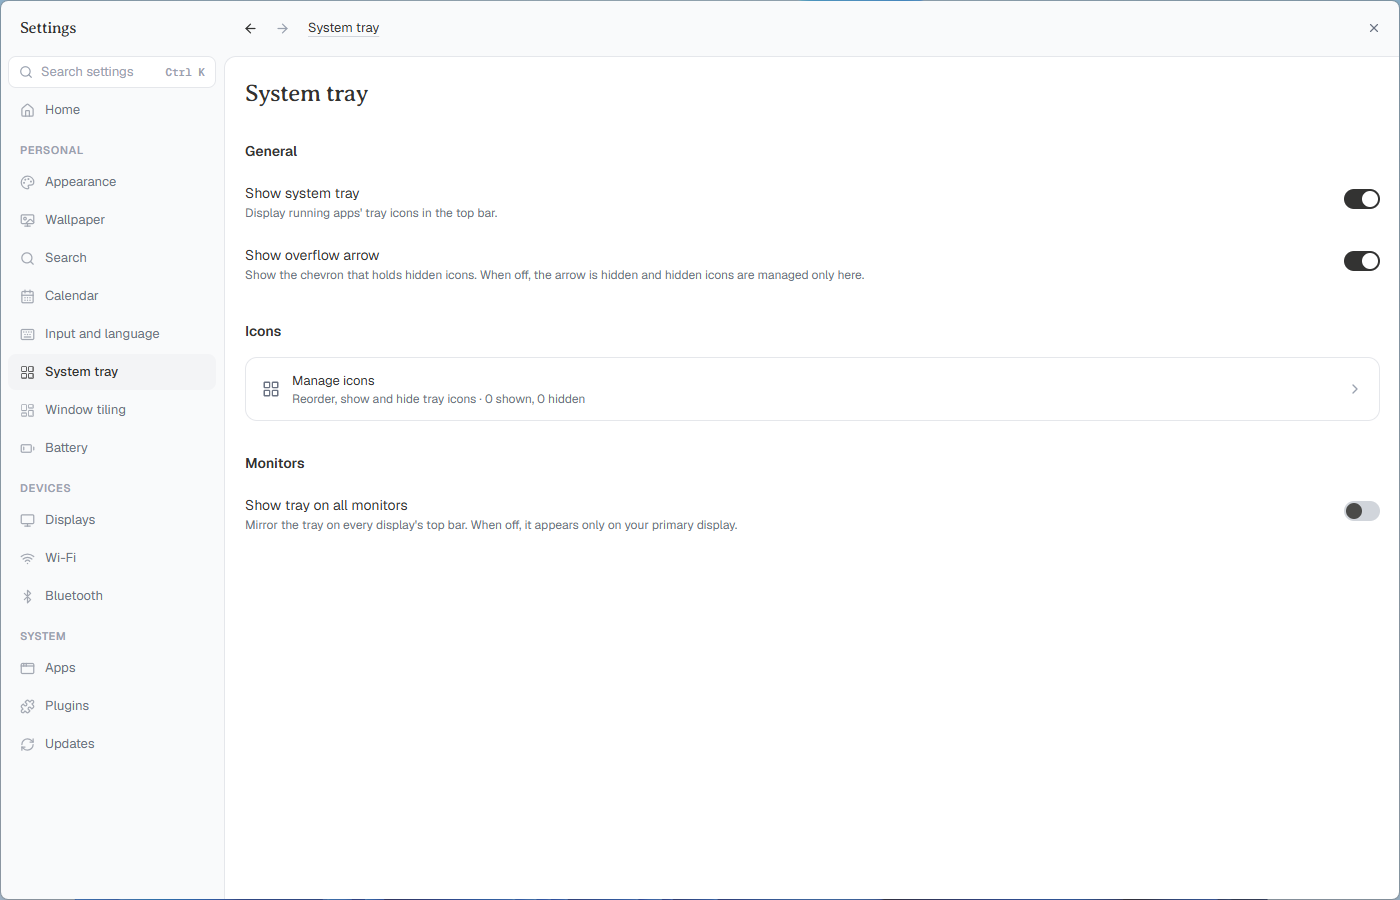 Settings
System tray
Search settings Ctrl K
Home
PERSONAL
Appearance
Wallpaper
Search
Calendar
Input and language
System tray
Window tiling
Battery
DEVICES
Displays
Wi-Fi
Bluetooth
SYSTEM
Apps
Plugins
Updates
System tray
General
Show system tray
Display running apps' tray icons in the top bar.
Show overflow arrow
Show the chevron that holds hidden icons. When off, the arrow is hidden and hidden icons are managed only here.
Icons
Manage icons
Reorder, show and hide tray icons · 0 shown, 0 hidden
Monitors
Show tray on all monitors
Mirror the tray on every display's top bar. When off, it appears only on your primary display.